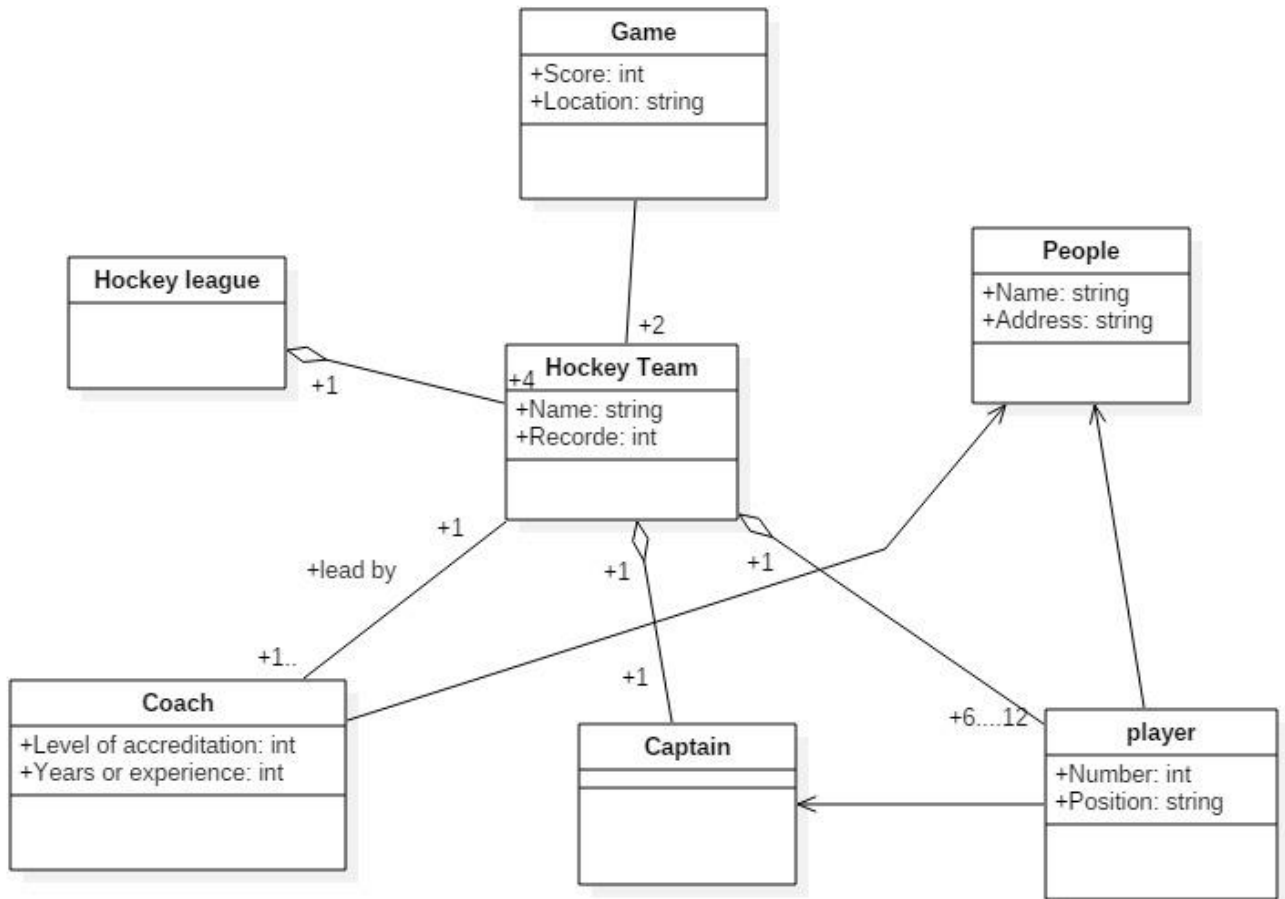 Game
+Score: int
+Location: string
Hockey league
People
+Name: string
+Address: string
+2
+1
+4
Hockey Team
+Name: string
+Recorde: int
+1
+lead by
+1
+1
+1..
+1
+6....12
Coach
+Level of accreditation: int
+Years or experience: int
Captain
player
+Number: int
+Position: string